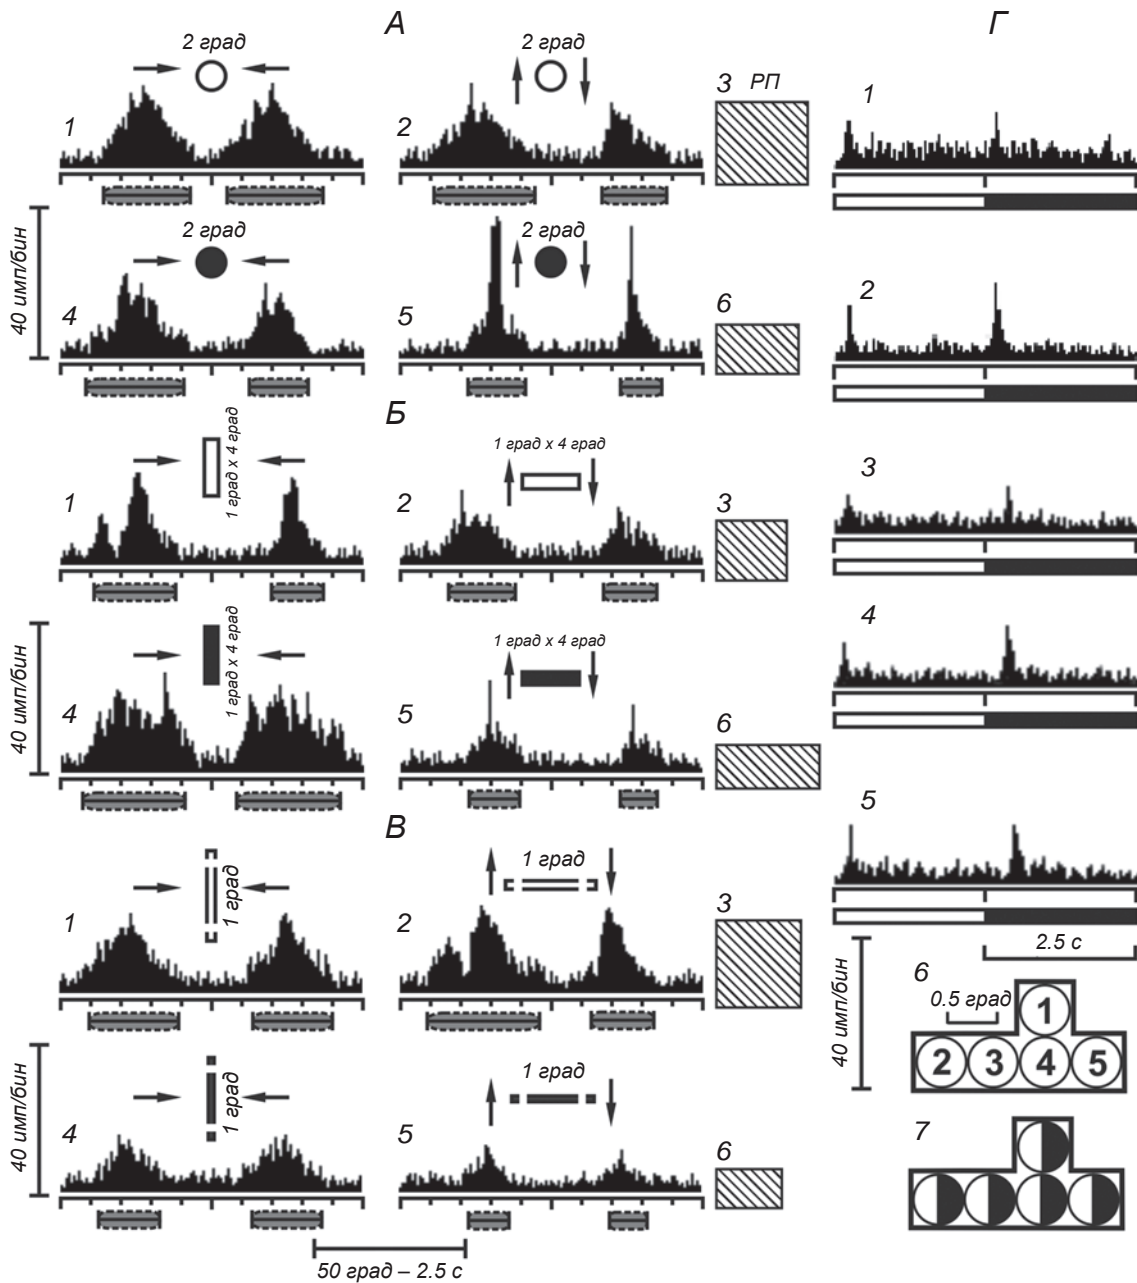 А
Г
2 град
2 град
1
2
3 РП
1
2 град
2 град
40 имп/бин
4
5
6
2
Б
1 град x 4 град
1 град x 4 град
1
2
3
3
1 град x 4 град
1 град x 4 град
40 имп/бин
4
5
6
4
В
5
1 град
1 град
1
2
3
2.5 с
6
0.5 град
40 имп/бин
1
2 3 4 5
1 град
1 град
40 имп/бин
4
5
6
7
50 град – 2.5 с